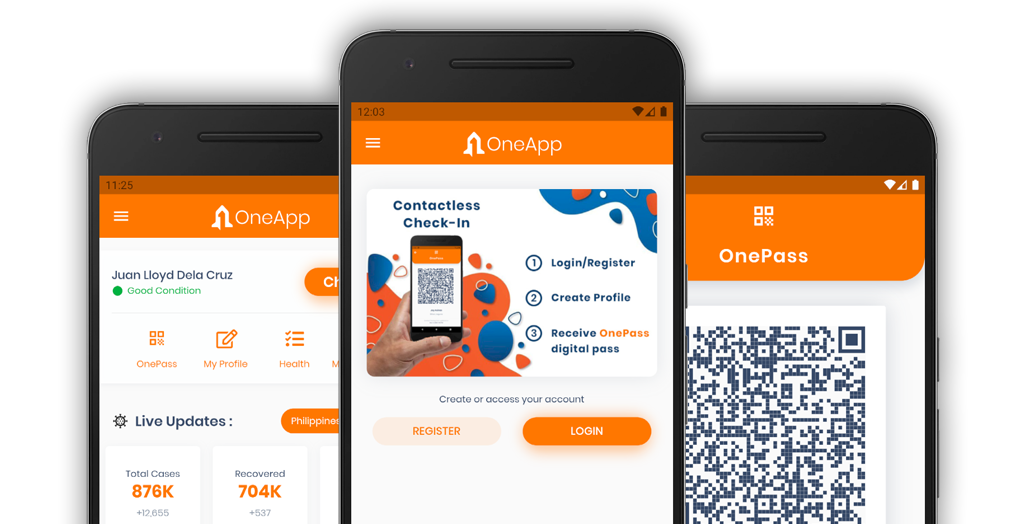 11:25
OneApp
Juan Lloyd Dela Cruz
Good Condition
OnePass
My Profile
Health
Live Updates :
Philippines
Total Cases
876K
+12,655
Recovered
704K
+537
12:03
OneApp
Contactless
Check-In
OnePass
1 Login/Register
2 Create Profile
3 Receive OnePass
digital pass
Create or access your account
REGISTER
LOGIN
OnePass